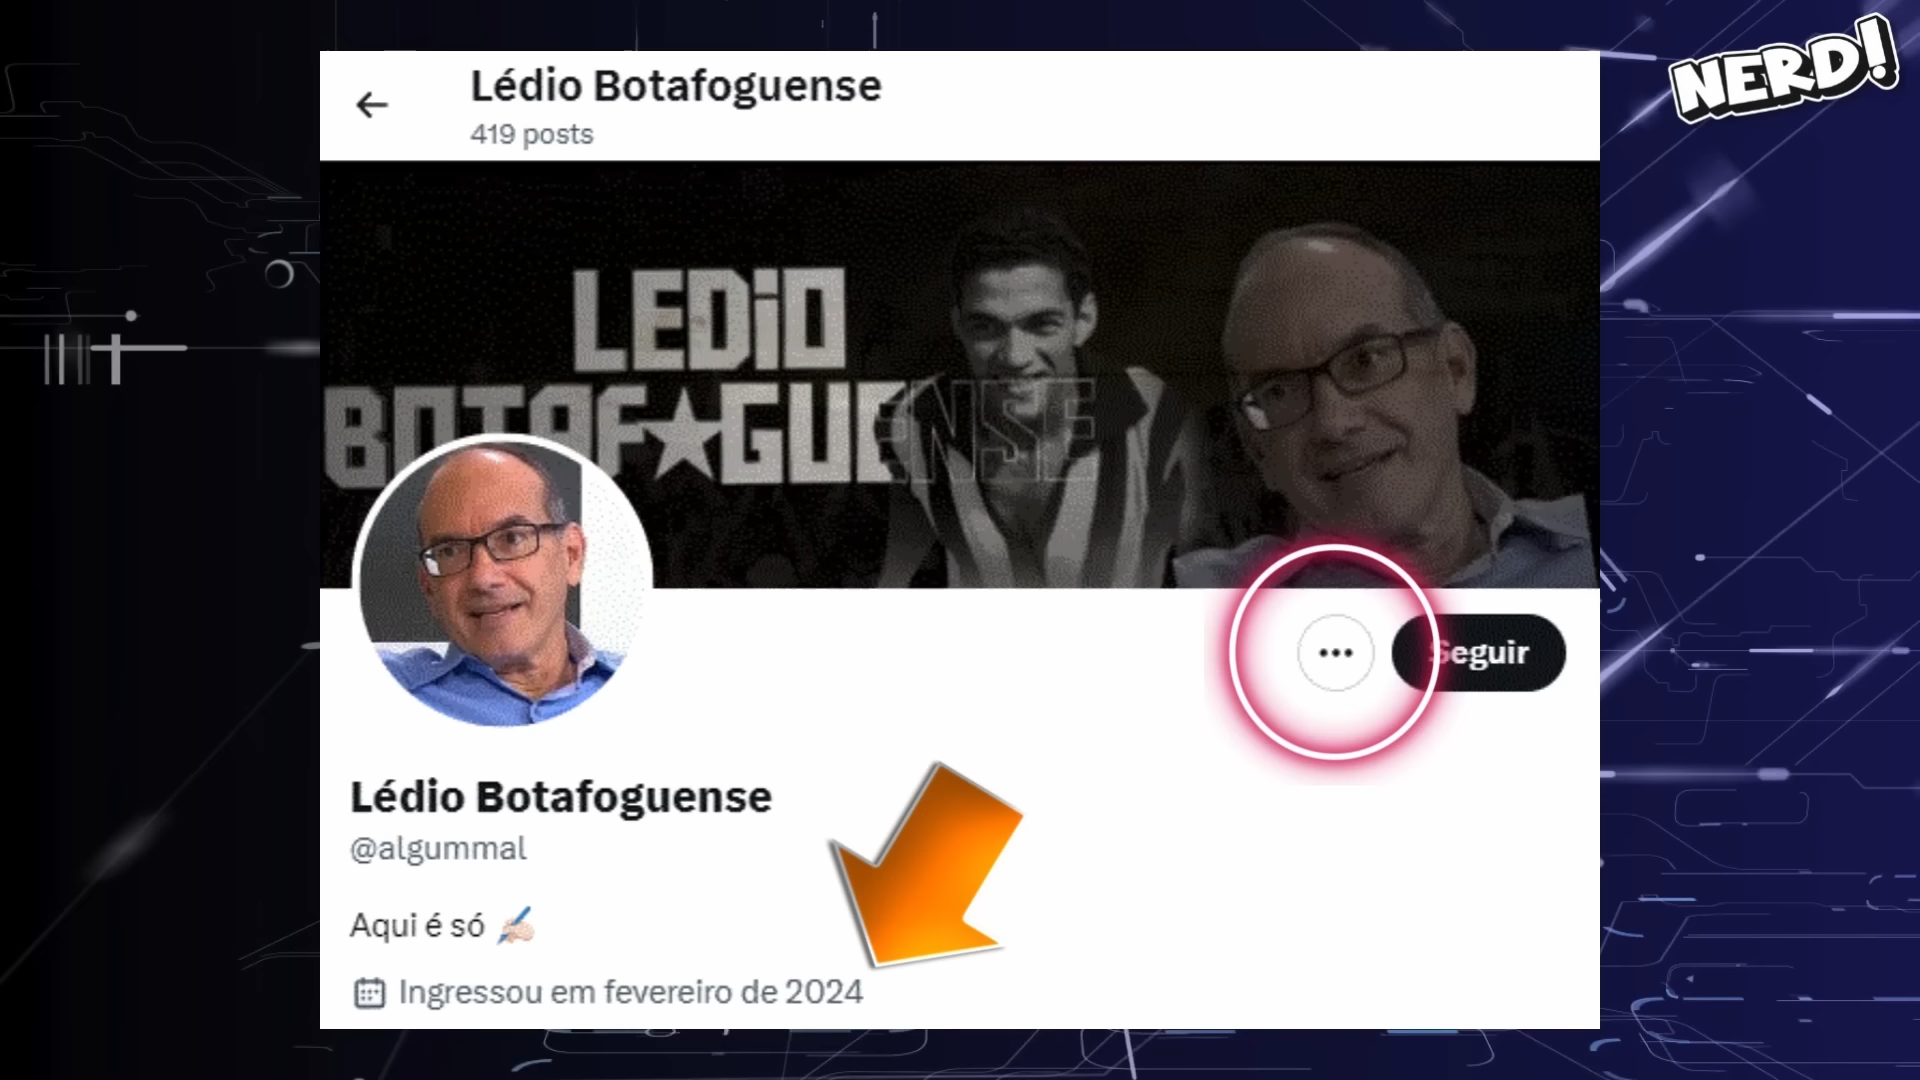 NERD!
Lédio Botafoguense
419 posts
LEDiO
BOTAF★GUENSE
Seguir
Lédio Botafoguense
@algummal
Aqui é só ✍🏻
Ingressou em fevereiro de 2024